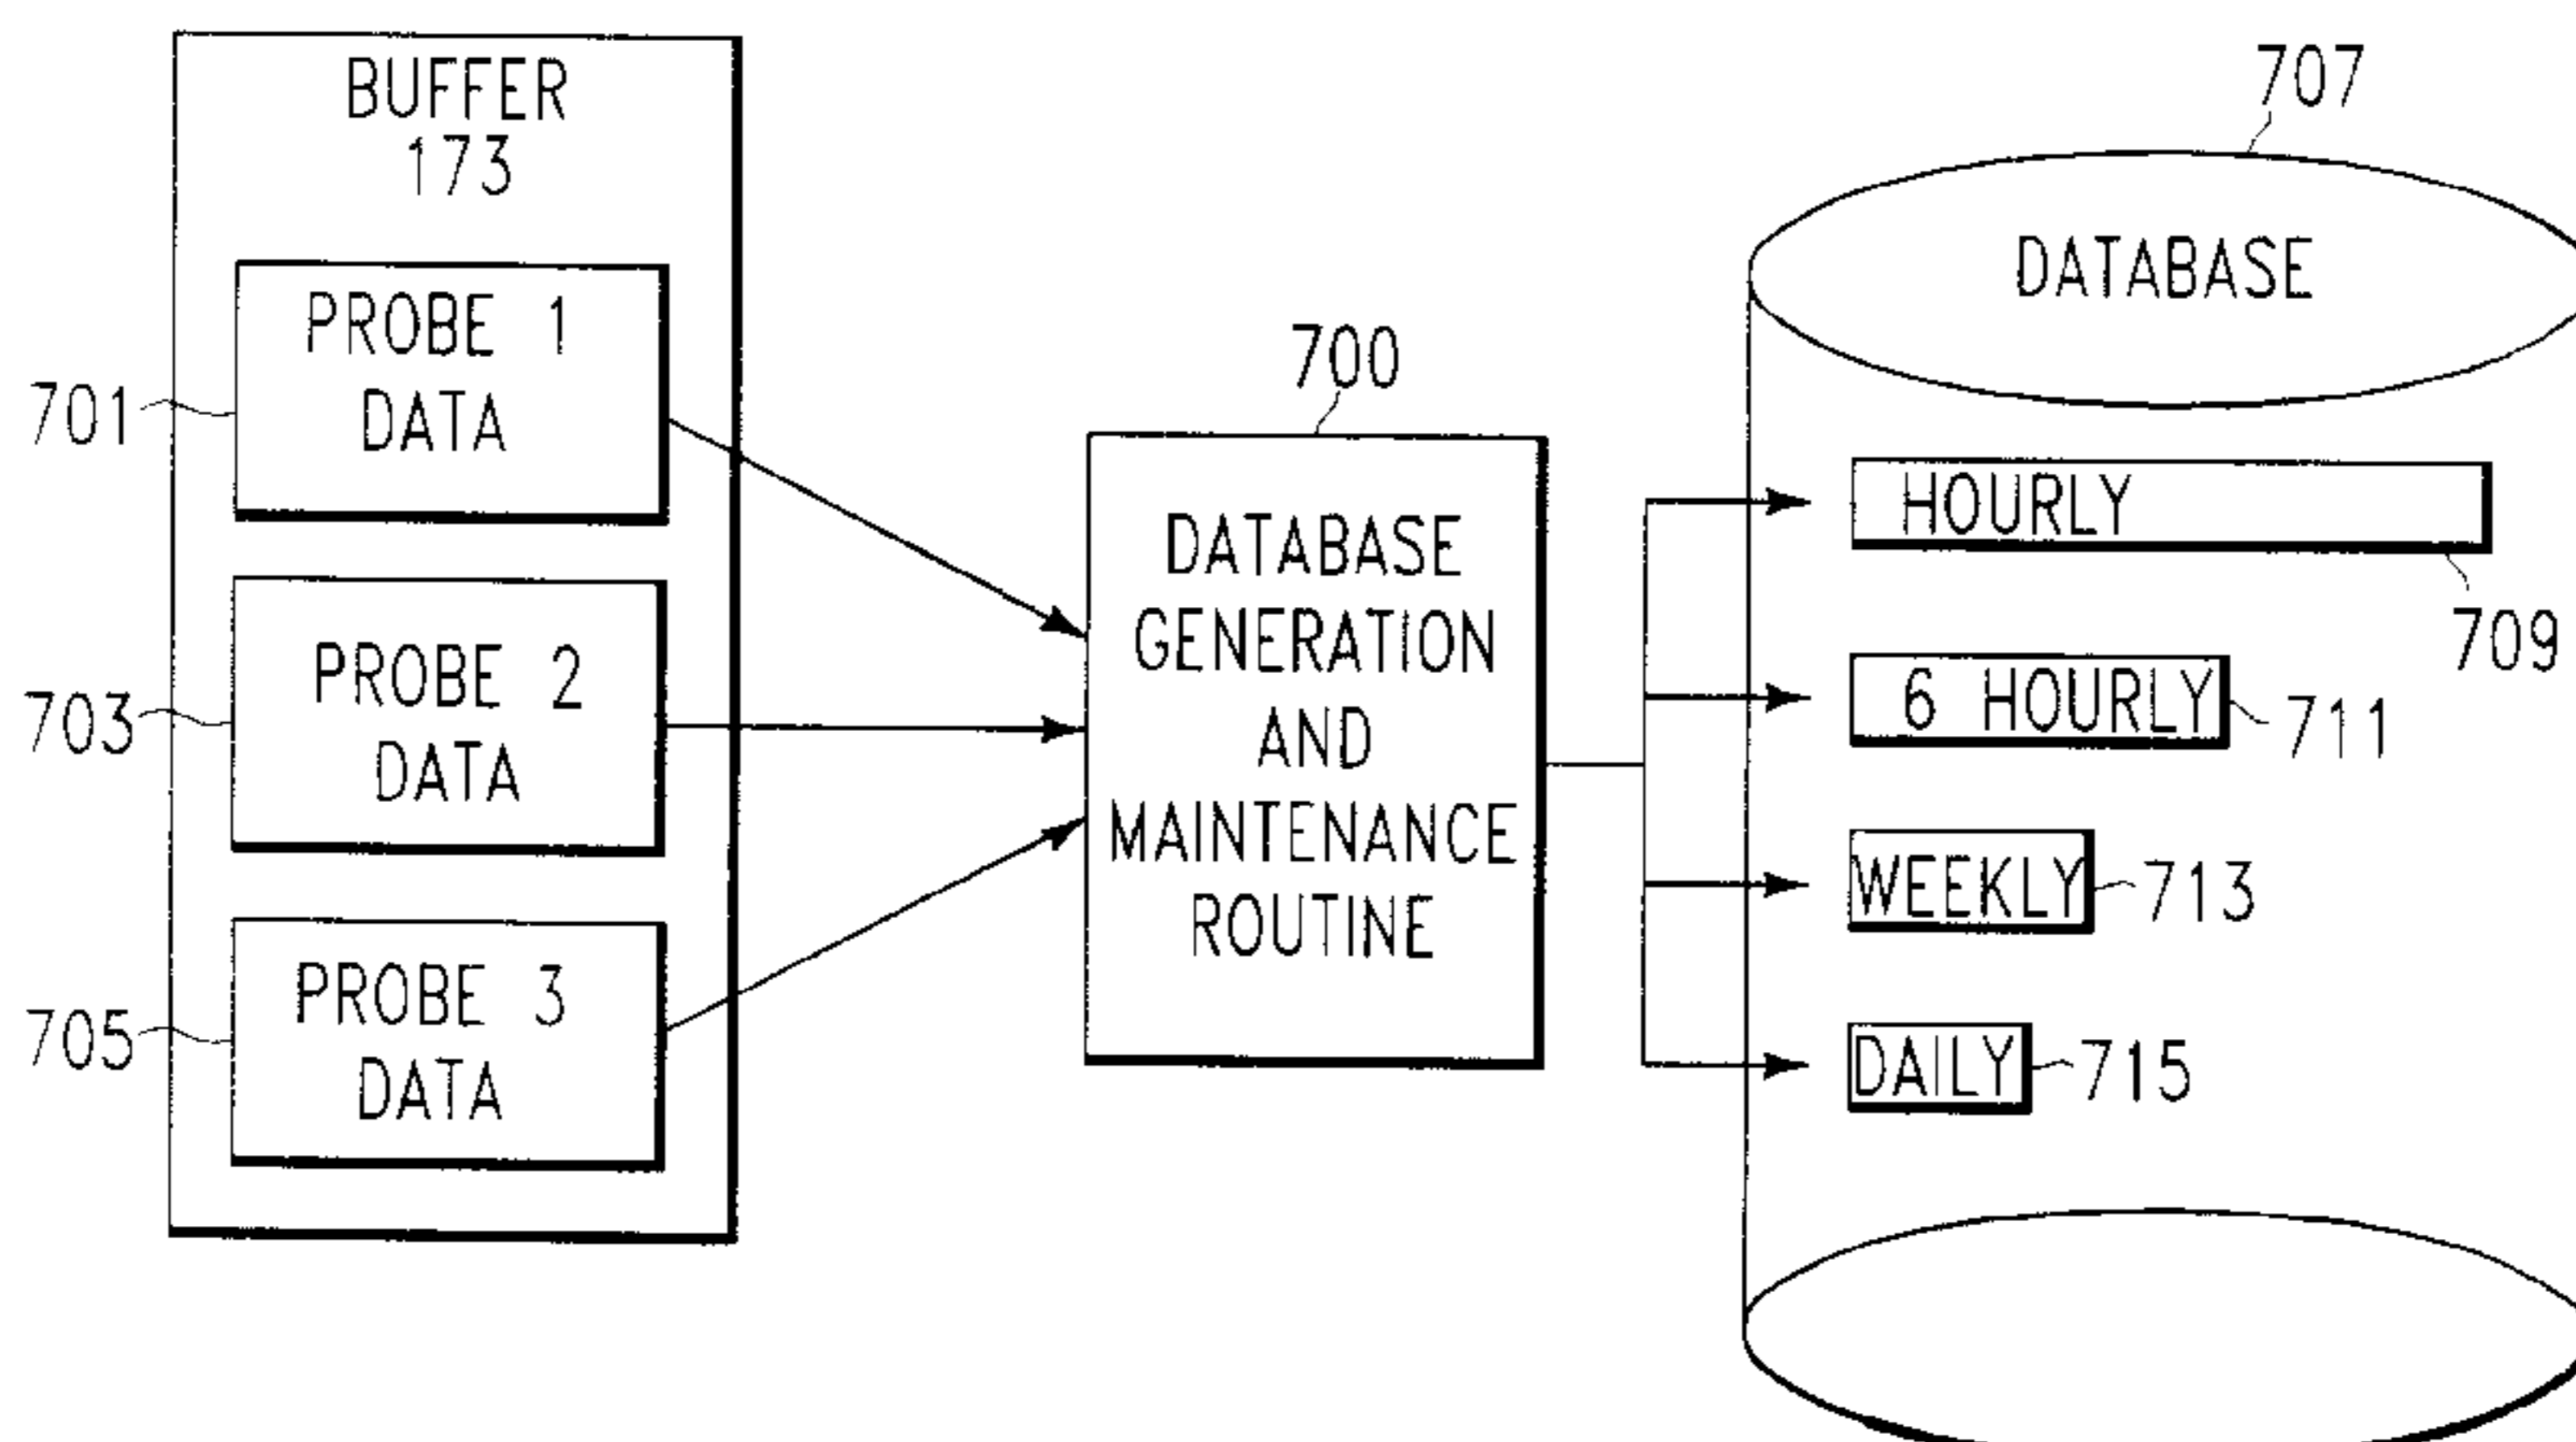 BUFFER
173
PROBE 1
DATA
701
PROBE 2
DATA
703
PROBE 3
DATA
705
700
DATABASE
GENERATION
AND
MAINTENANCE
ROUTINE
707
DATABASE
HOURLY
709
6 HOURLY
711
WEEKLY
713
DAILY
715